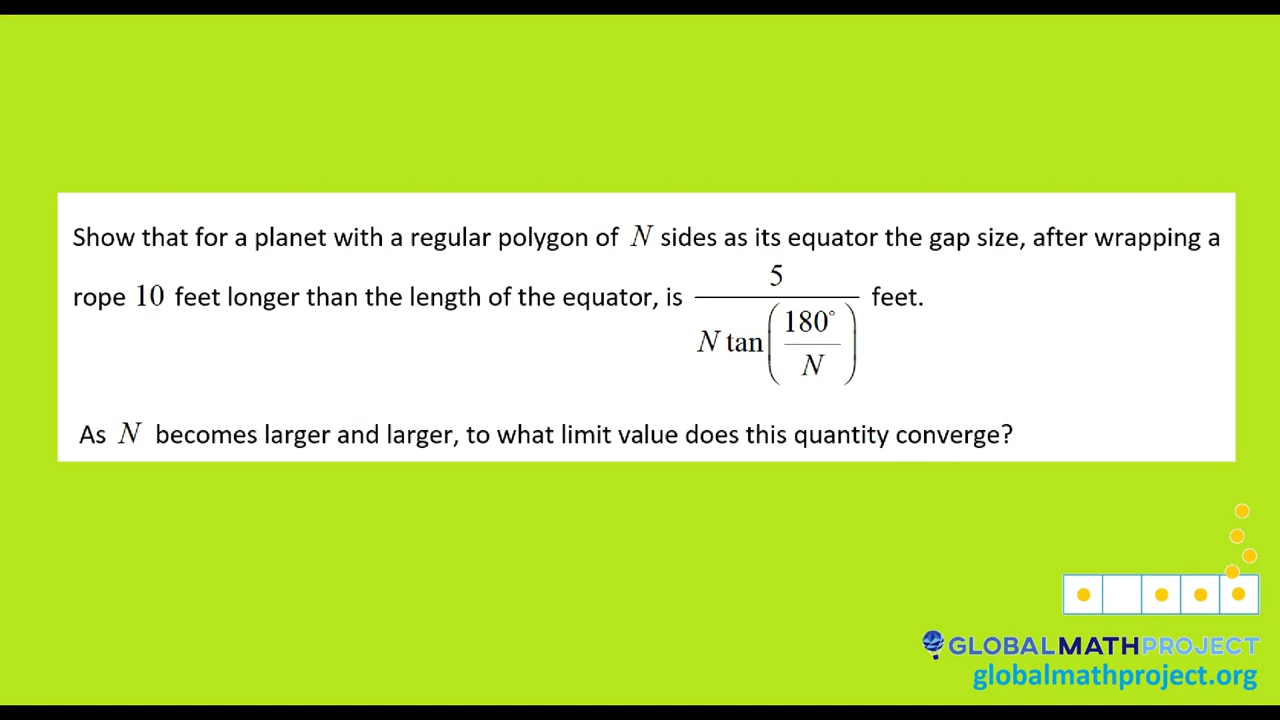 Show that for a planet with a regular polygon of N sides as its equator the gap size, after wrapping a
rope 10 feet longer than the length of the equator, is 5 / (N tan(180° / N)) feet.
As N becomes larger and larger, to what limit value does this quantity converge?
GLOBALMATHPROJECT
globalmathproject.org